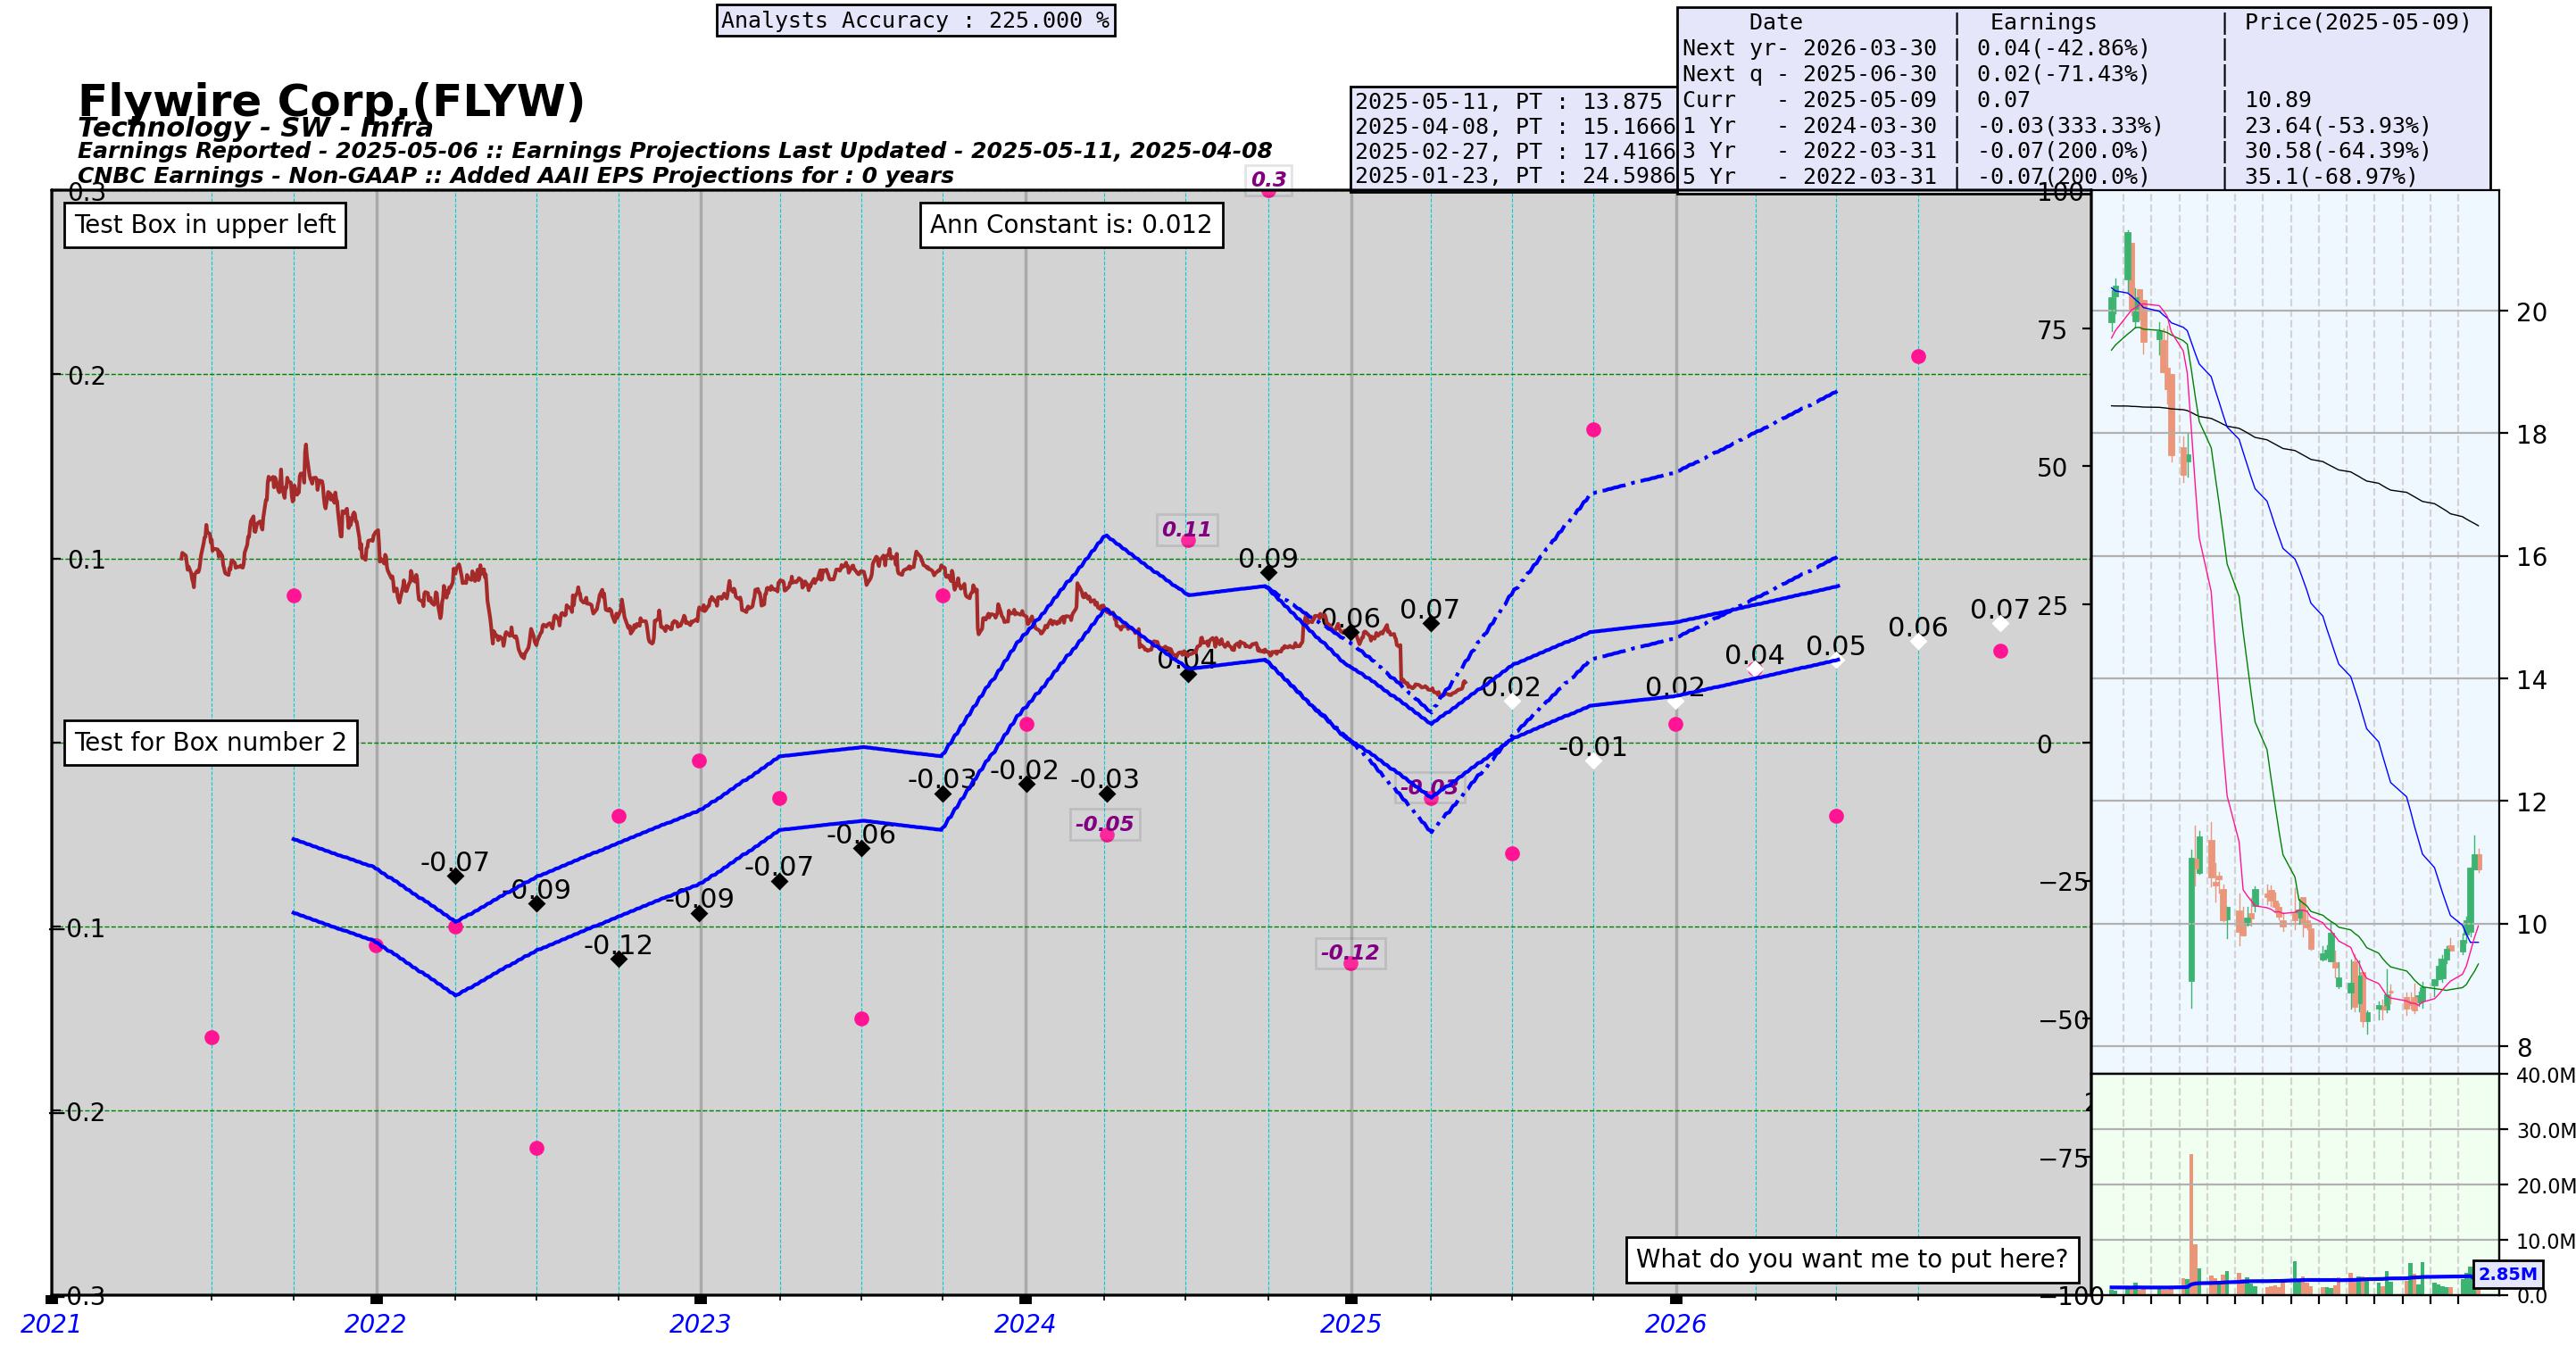 Analysts Accuracy : 225.000 %
Date | Earnings | Price(2025-05-09)
Next yr- 2026-03-30 | 0.04(-42.86%) |
Next q - 2025-06-30 | 0.02(-71.43%) |
Curr - 2025-05-09 | 0.07 | 10.89
1 Yr - 2024-03-30 | -0.03(333.33%) | 23.64(-53.93%)
3 Yr - 2022-03-31 | -0.07(200.0%) | 30.58(-64.39%)
5 Yr - 2022-03-31 | -0.07(200.0%) | 35.1(-68.97%)
2025-05-11, PT : 13.875
2025-04-08, PT : 15.1666
2025-02-27, PT : 17.4166
2025-01-23, PT : 24.5986
Flywire Corp,(FLYW)
Technology - SW - Infra
Earnings Reported - 2025-05-06 :: Earnings Projections Last Updated - 2025-05-11, 2025-04-08
CNBC Earnings - Non-GAAP :: Added AAII EPS Projections for : 0 years
0.3
0.3
100
Test Box in upper left
Ann Constant is: 0.012
20
75
0.2
18
50
0.11
0.1
0.09
16
0.06
0.07
0.07
25
0.06
0.05
0.04
0.04
14
0.02
0.02
Test for Box number 2
-0.01
0
-0.03
-0.02
-0.03
-0.03
12
-0.05
-0.06
-0.07
-0.07
−25
-0.09
-0.09
10
−0.1
-0.12
-0.12
−50
8
40.0M
−0.2
30.0M
−75
20.0M
10.0M
What do you want me to put here?
2.85M
−0.3
−100
0.0
2021
2022
2023
2024
2025
2026